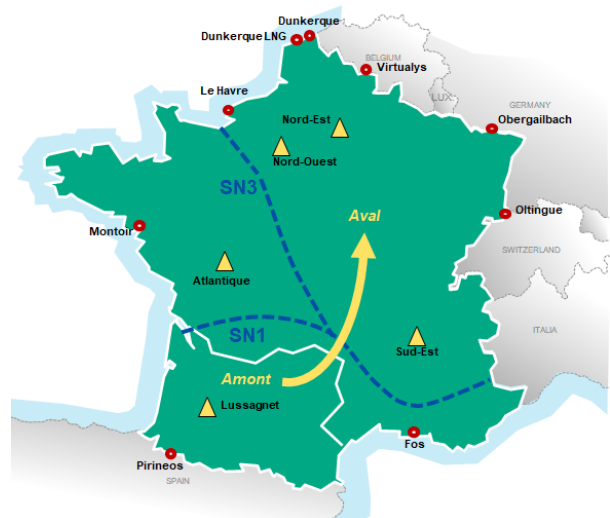 Dunkerque
Dunkerque LNG
BELGIUM
Virtualys
Le Havre
LUX.
GERMANY
Nord-Est
Obergailbach
Nord-Ouest
SN3
Aval
Oltingue
Montoir
SWITZERLAND
Atlantique
ITALIA
SN1
Sud-Est
Amont
Lussagnet
Fos
Pirineos
SPAIN